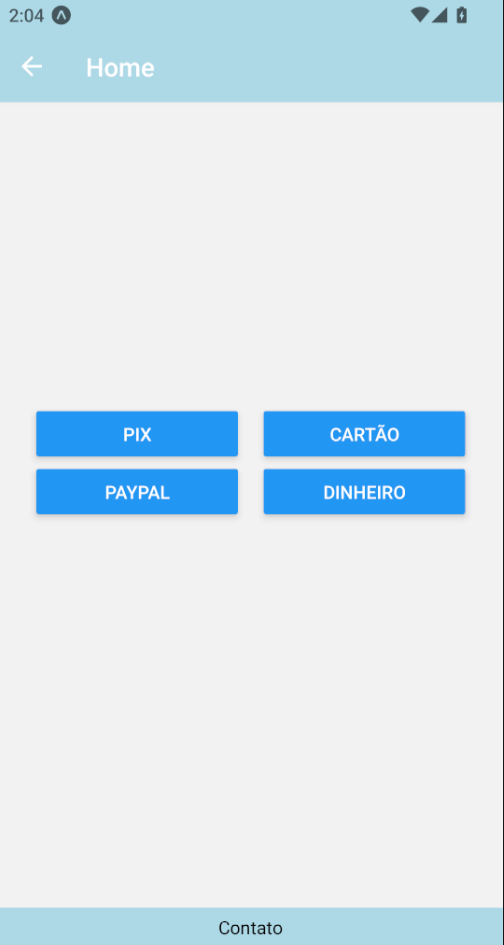 2:04
Home
PIX
CARTÃO
PAYPAL
DINHEIRO
Contato